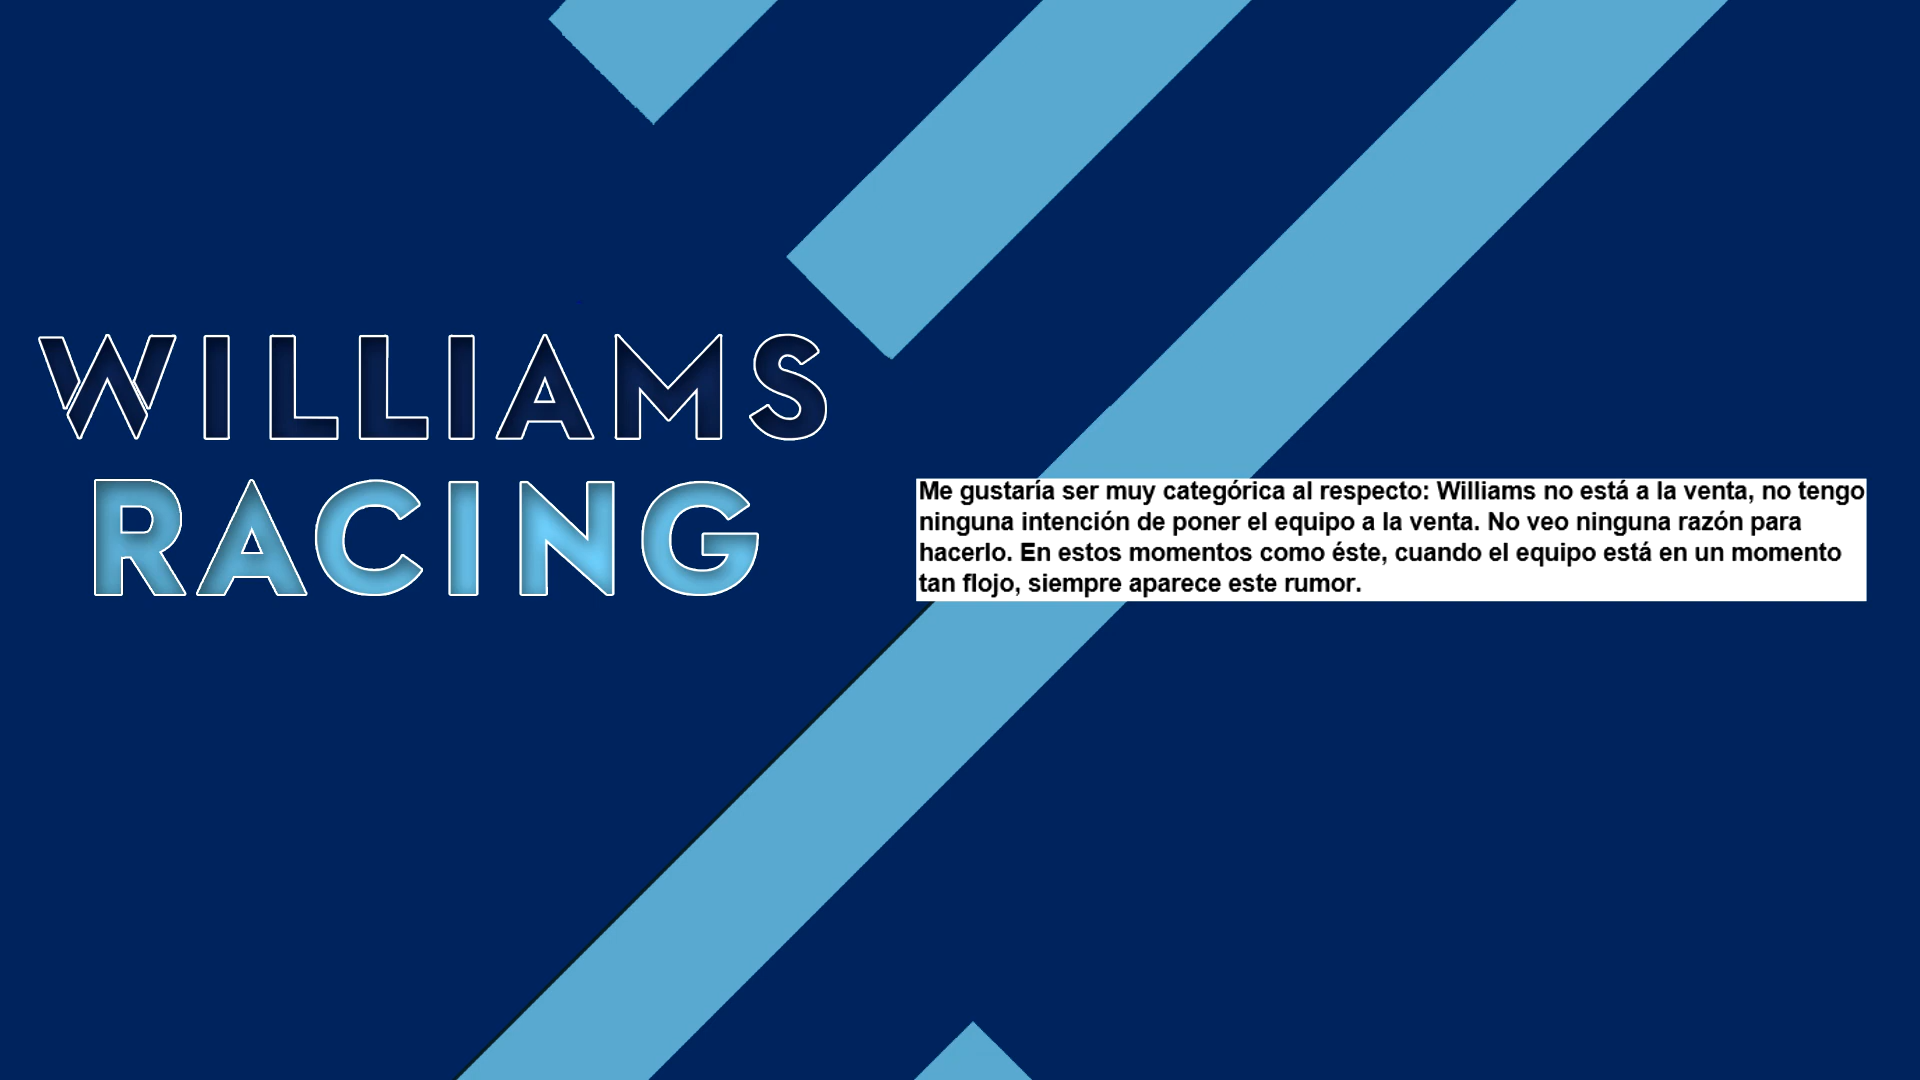 WILLIAMS
RACING
Me gustaría ser muy categórica al respecto: Williams no está a la venta, no tengo
ninguna intención de poner el equipo a la venta. No veo ninguna razón para
hacerlo. En estos momentos como éste, cuando el equipo está en un momento
tan flojo, siempre aparece este rumor.